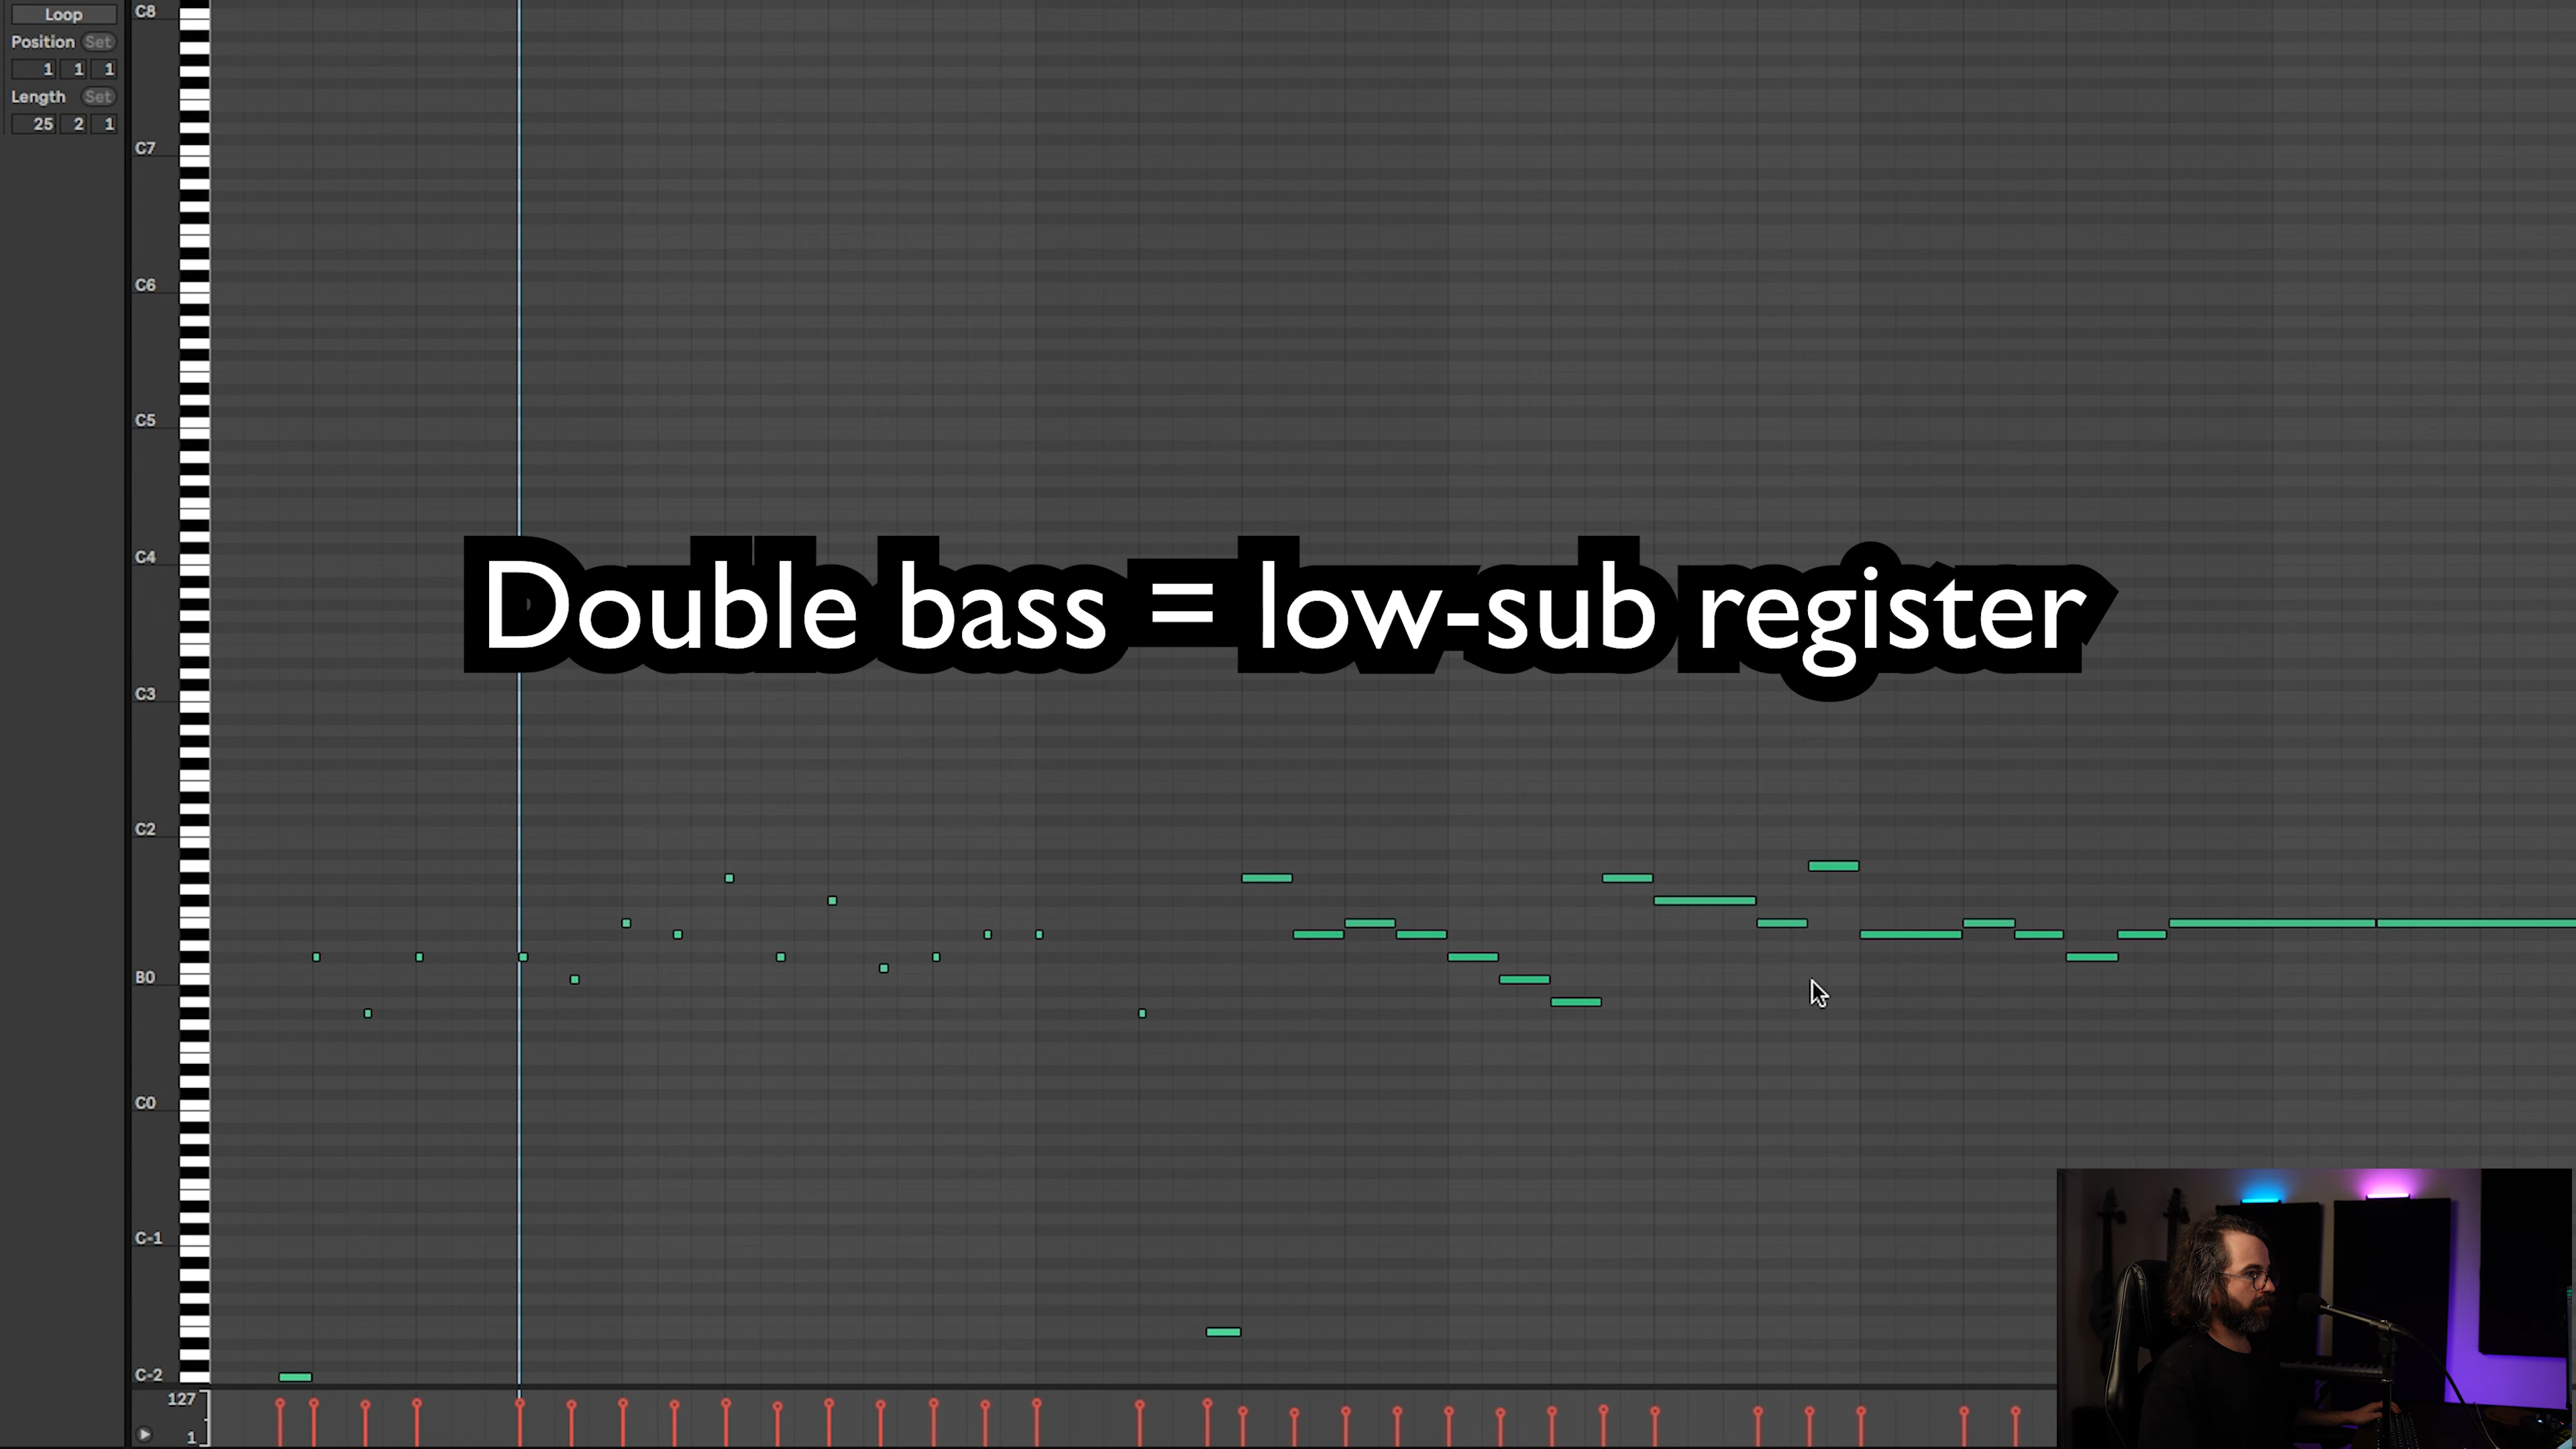 Loop
Position Set
1 1 1
Length Set
25 2 1
C8
C7
C6
C5
C4
Double bass = low-sub register
C3
C2
B0
C0
C-1
C-2
127
1